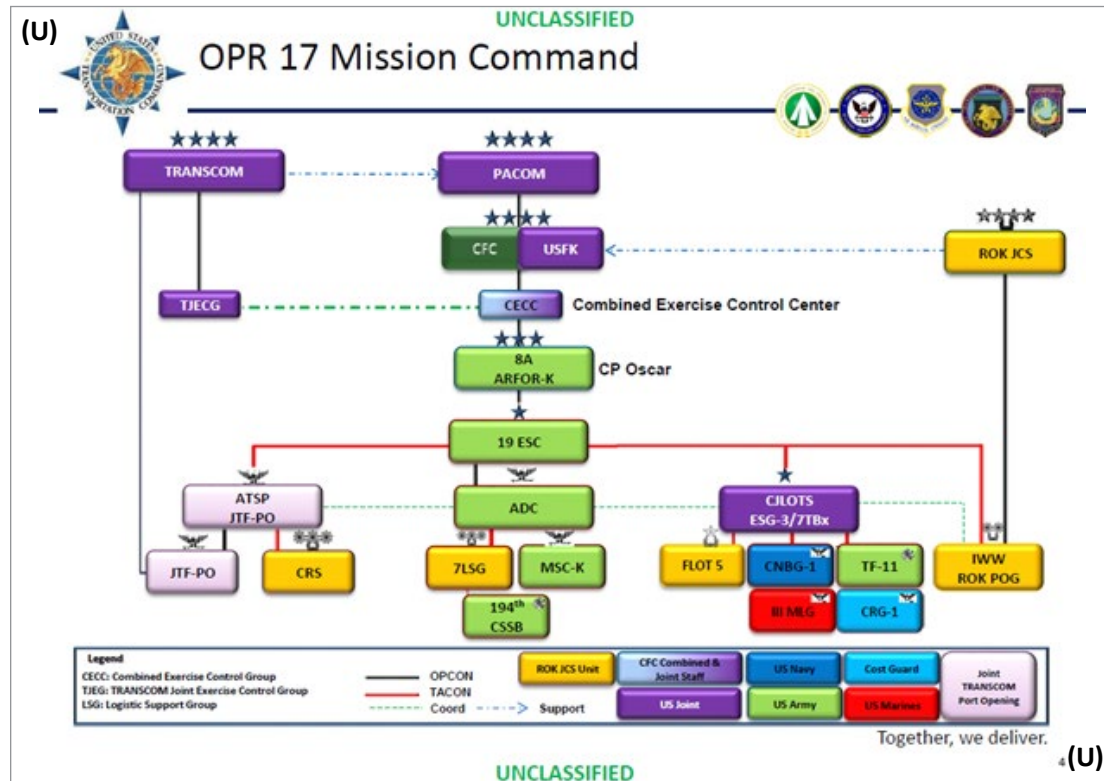 UNCLASSIFIED
(U)
OPR 17 Mission Command
UNITED STATES
TRANSPORTATION COMMAND
TRANSCOM
PACOM
CFC
USFK
ROK JCS
TJECG
CECC
Combined Exercise Control Center
8A
ARFOR-K
CP Oscar
19 ESC
ATSP
JTF-PO
ADC
CJLOTS
ESG-3/7TBx
JTF-PO
CRS
7LSG
MSC-K
FLOT 5
CNBG-1
TF-11
IWW
ROK POG
194th
CSSB
III MLG
CRG-1
Legend
CECC: Combined Exercise Control Group
TJEG: TRANSCOM Joint Exercise Control Group
LSG: Logistic Support Group
OPCON
TACON
Coord
Support
ROK JCS Unit
CFC Combined &
Joint Staff
US Navy
Cost Guard
Joint
TRANSCOM
Port Opening
US Joint
US Army
US Marines
Together, we deliver.
4
(U)
UNCLASSIFIED